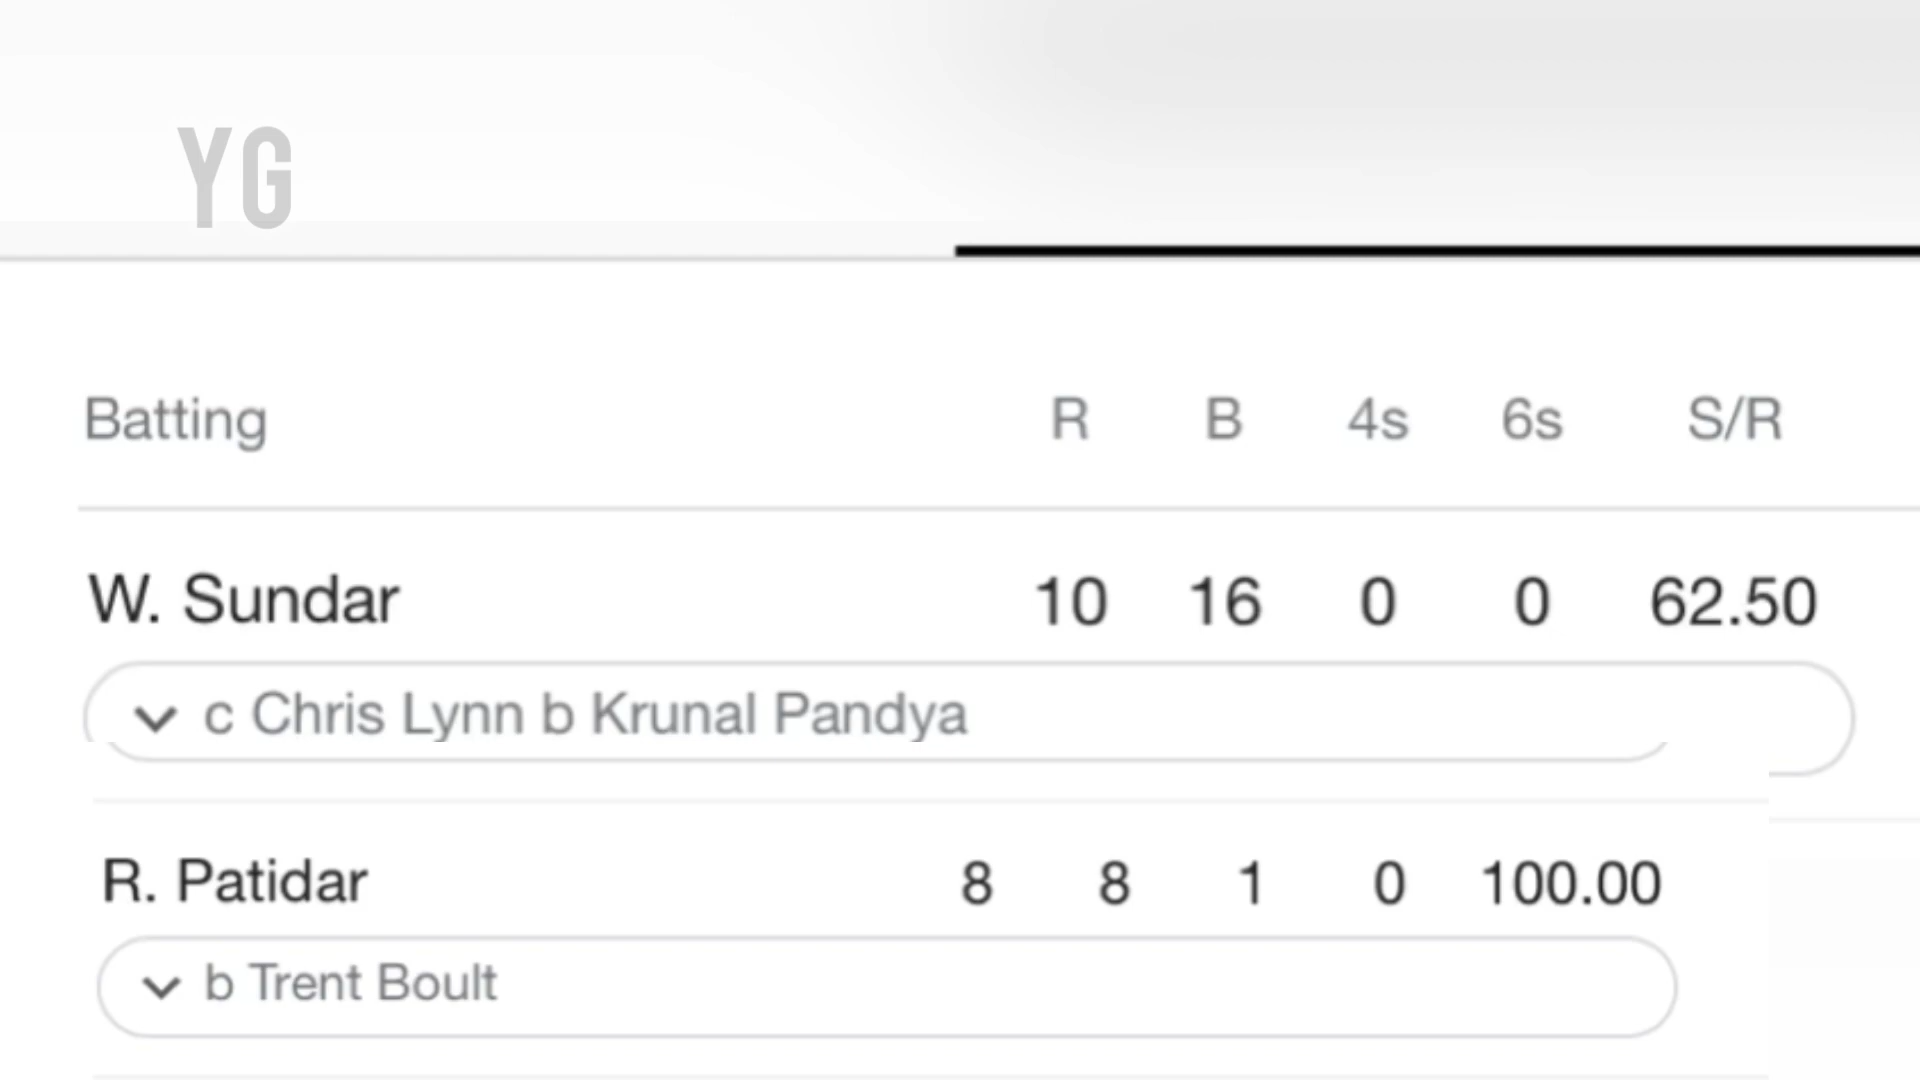 YG
Batting R B 4s 6s S/R
W. Sundar 10 16 0 0 62.50
c Chris Lynn b Krunal Pandya
R. Patidar 8 8 1 0 100.00
b Trent Boult